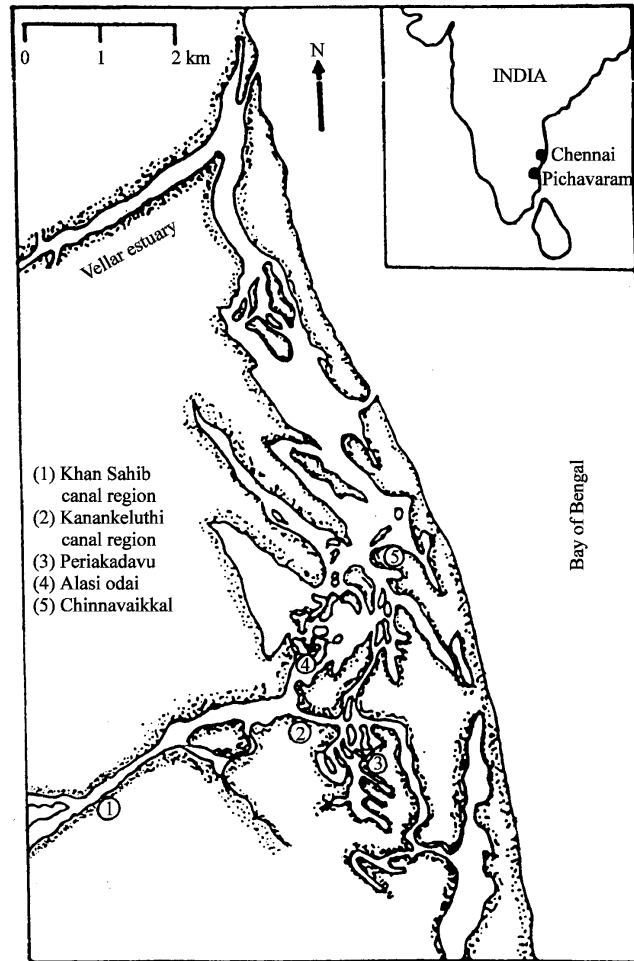 0 1 2 km
N
INDIA
Chennai
Pichavaram
Vellar estuary
(1) Khan Sahib
canal region
(2) Kanankeluthi
canal region
(3) Periakadavu
(4) Alasi odai
(5) Chinnavaikkal
Bay of Bengal
5
4
2
3
1